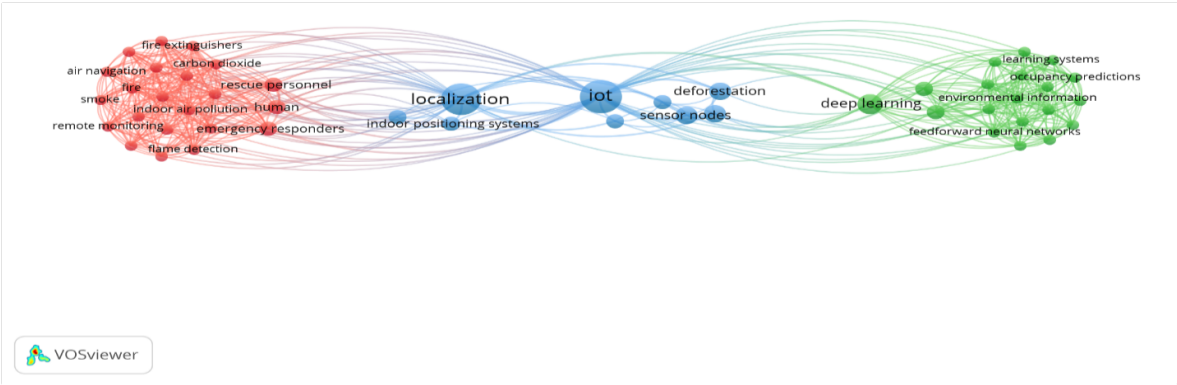 fire extinguishers
carbon dioxide
air navigation
fire
rescue personnel
smoke
indoor air pollution
human
remote monitoring
emergency responders
flame detection
localization
indoor positioning systems
iot
deforestation
sensor nodes
deep learning
learning systems
occupancy predictions
environmental information
feedforward neural networks
VOSviewer